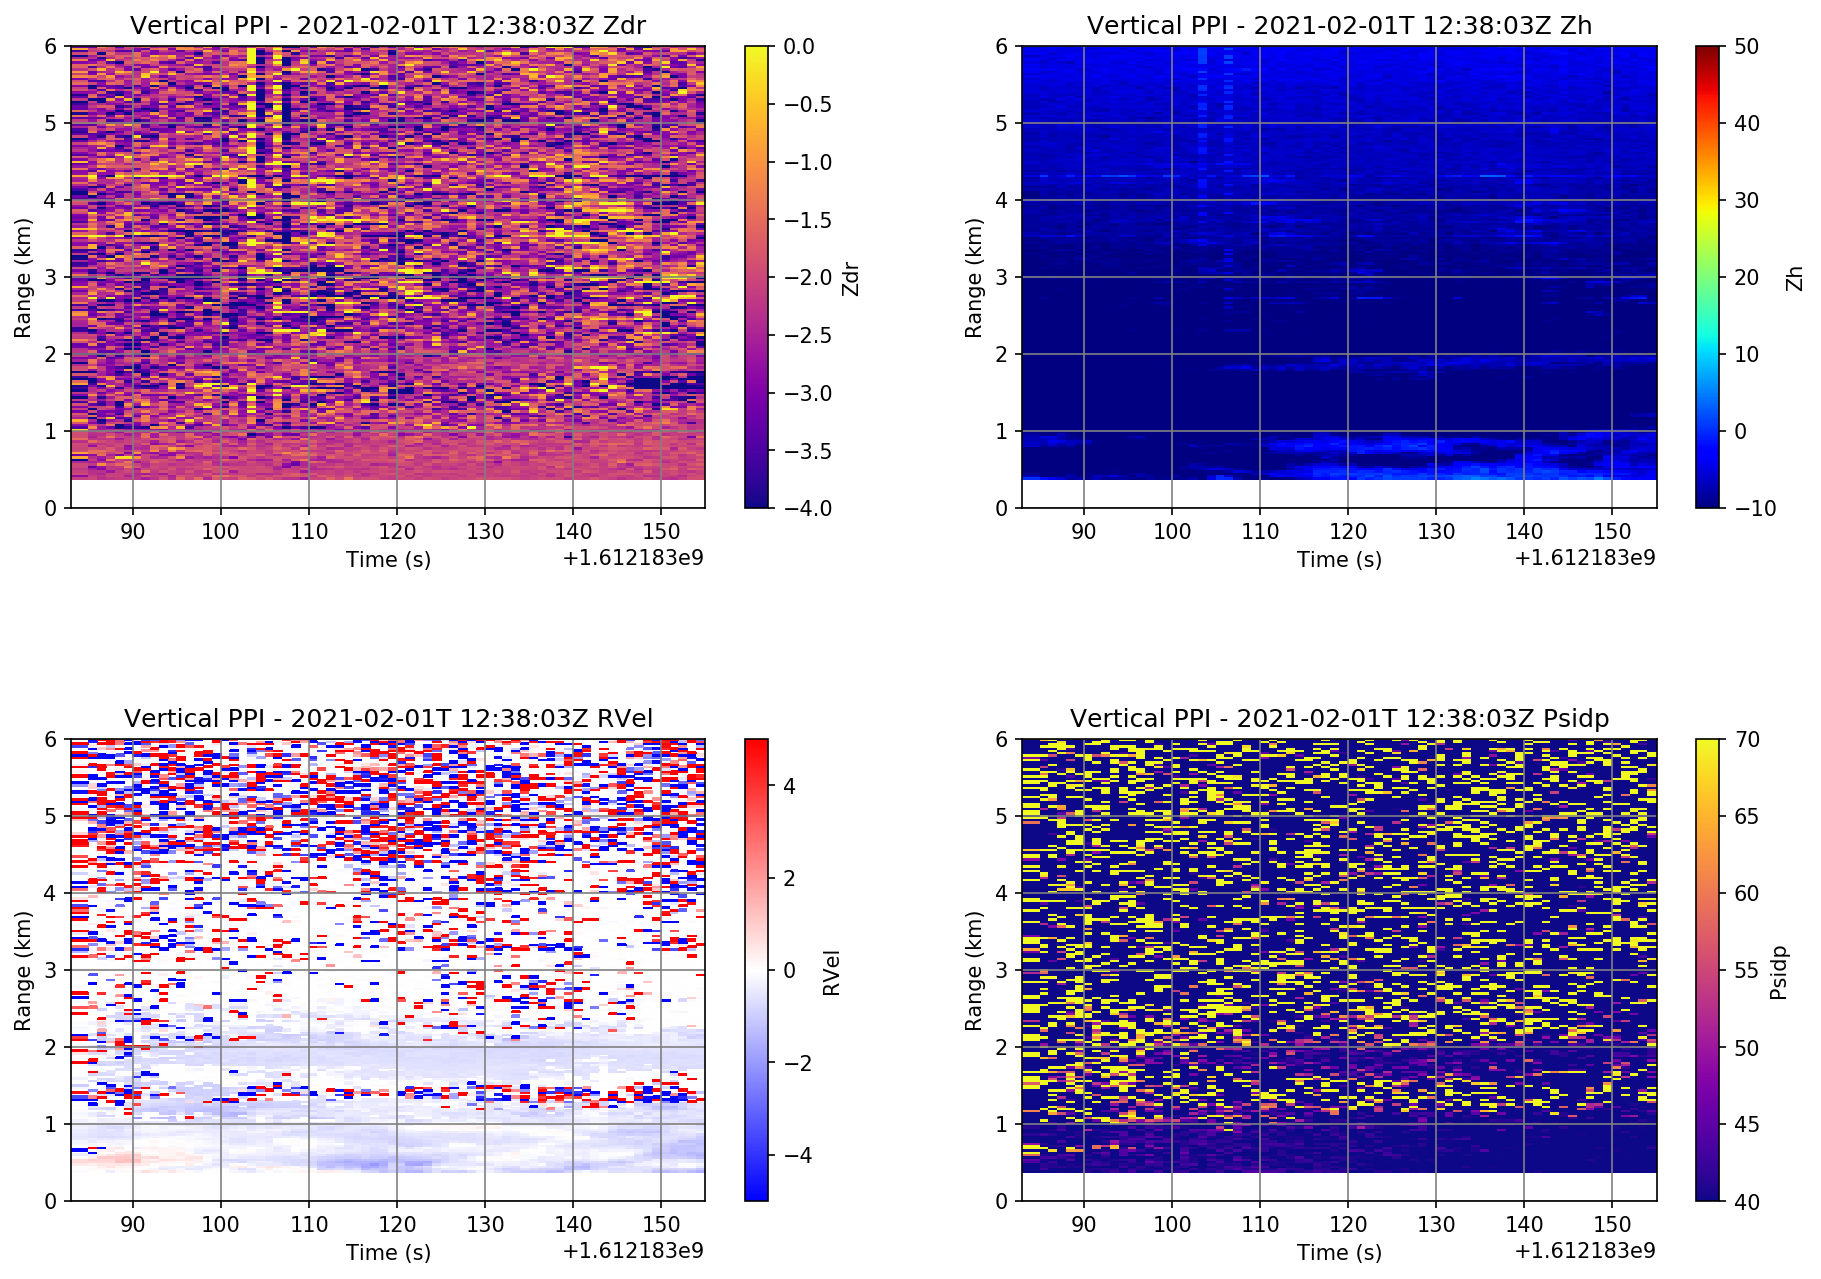 Vertical PPI - 2021-02-01T 12:38:03Z Zdr
6
5
4
3
2
1
0
Range (km)
90 100 110 120 130 140 150
Time (s)
+1.612183e9
0.0
−0.5
−1.0
−1.5
−2.0
−2.5
−3.0
−3.5
−4.0
Zdr
Vertical PPI - 2021-02-01T 12:38:03Z Zh
6
5
4
3
2
1
0
Range (km)
90 100 110 120 130 140 150
Time (s)
+1.612183e9
50
40
30
20
10
0
−10
Zh
Vertical PPI - 2021-02-01T 12:38:03Z RVel
6
5
4
3
2
1
0
Range (km)
90 100 110 120 130 140 150
Time (s)
+1.612183e9
4
2
0
−2
−4
RVel
Vertical PPI - 2021-02-01T 12:38:03Z Psidp
6
5
4
3
2
1
0
Range (km)
90 100 110 120 130 140 150
Time (s)
+1.612183e9
70
65
60
55
50
45
40
Psidp